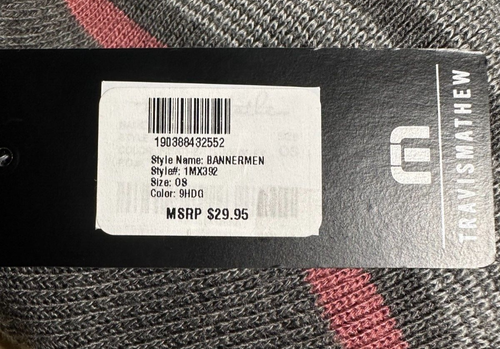 190388432552
Style Name: BANNERMEN
Style#: 1MX392
Size: OS
Color: 9HDG
MSRP $29.95
TRAVISMATHEW